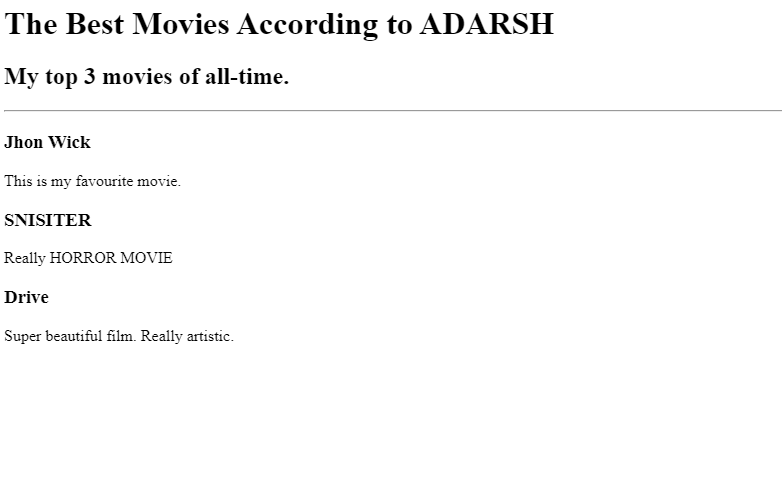 The Best Movies According to ADARSH
My top 3 movies of all-time.
Jhon Wick
This is my favourite movie.
SNISITER
Really HORROR MOVIE
Drive
Super beautiful film. Really artistic.